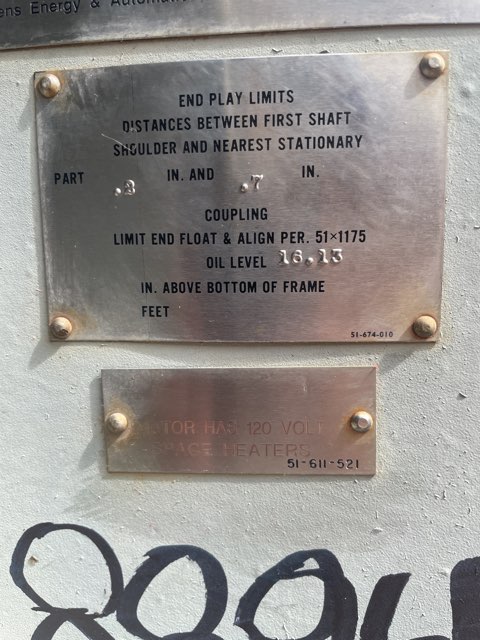 ens Energy & Automati
END PLAY LIMITS
DISTANCES BETWEEN FIRST SHAFT
SHOULDER AND NEAREST STATIONARY
PART .3 IN. AND .7 IN.
COUPLING
LIMIT END FLOAT & ALIGN PER. 51×1175
OIL LEVEL 16.13
IN. ABOVE BOTTOM OF FRAME
FEET
51-674-010
MOTOR HAS 120 VOLT
SPACE HEATERS
51-611-521